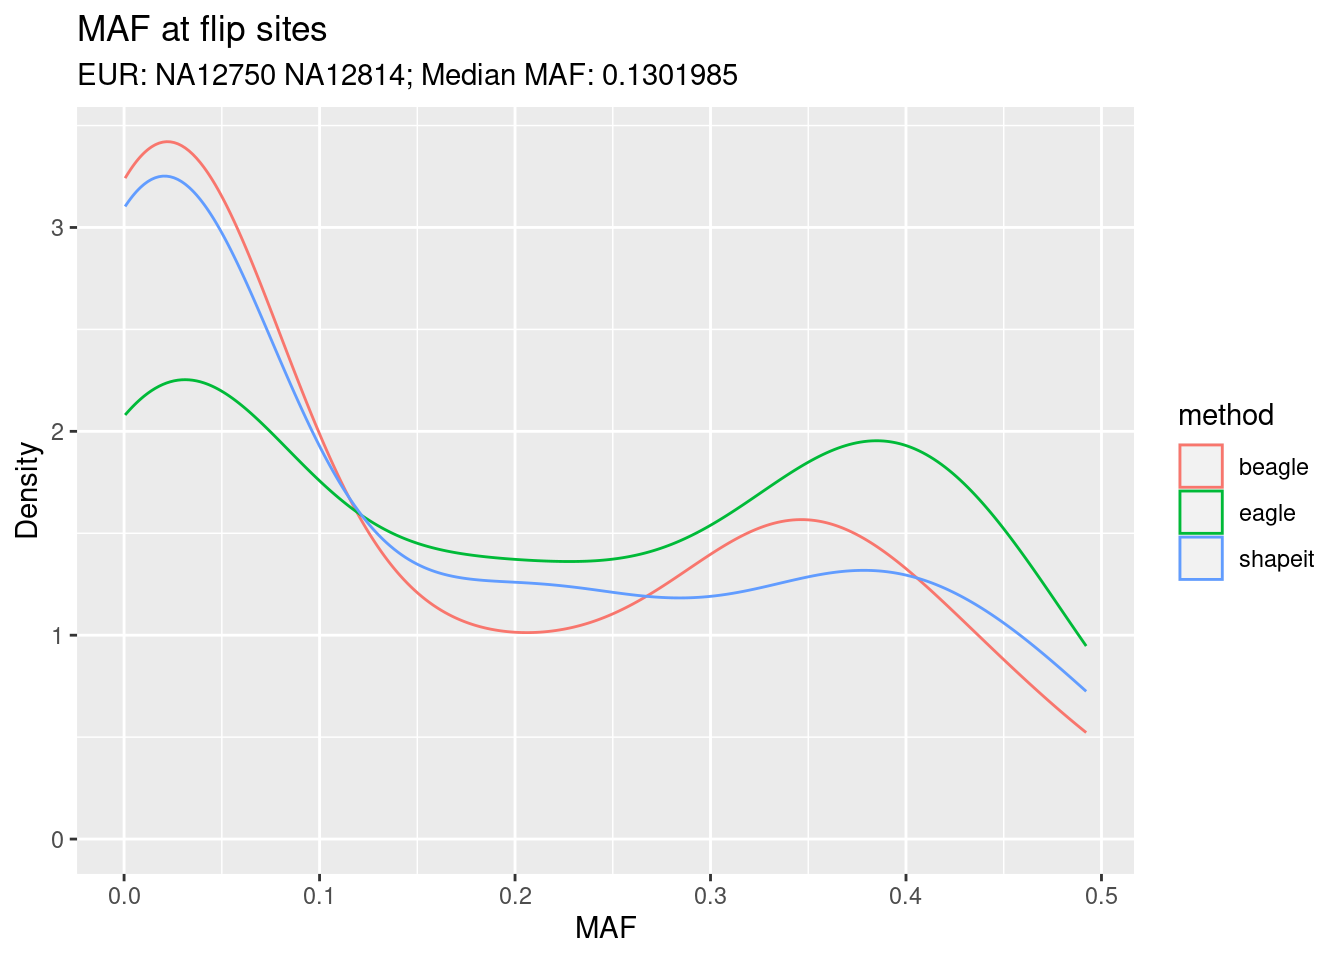 MAF at flip sites
EUR: NA12750 NA12814; Median MAF: 0.1301985
Density
3
2
1
0
0.0 0.1 0.2 0.3 0.4 0.5
MAF
method
beagle
eagle
shapeit